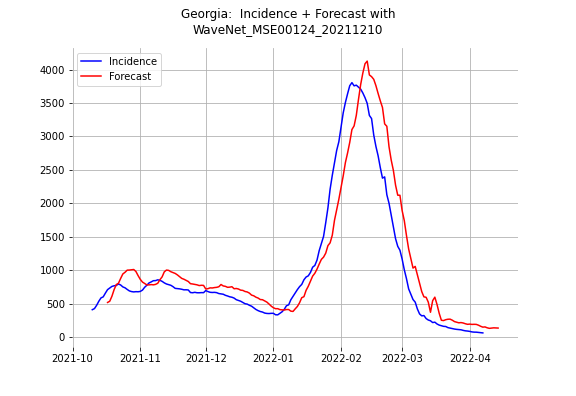 Georgia:  Incidence + Forecast with
WaveNet_MSE00124_20211210
Incidence
Forecast
4000
3500
3000
2500
2000
1500
1000
500
0
2021-10 2021-11 2021-12 2022-01 2022-02 2022-03 2022-04